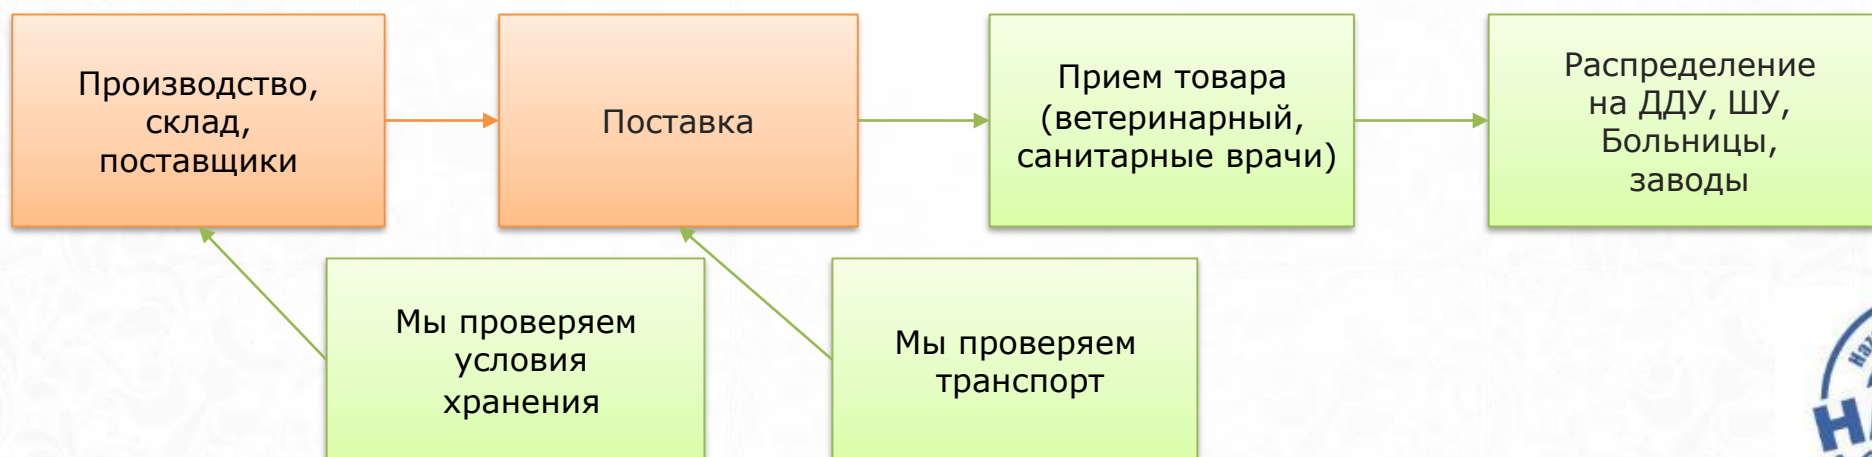 Производство,
склад,
поставщики
Поставка
Прием товара
(ветеринарный,
санитарные врачи)
Распределение
на ДДУ, ШУ,
Больницы,
заводы
Мы проверяем
условия
хранения
Мы проверяем
транспорт